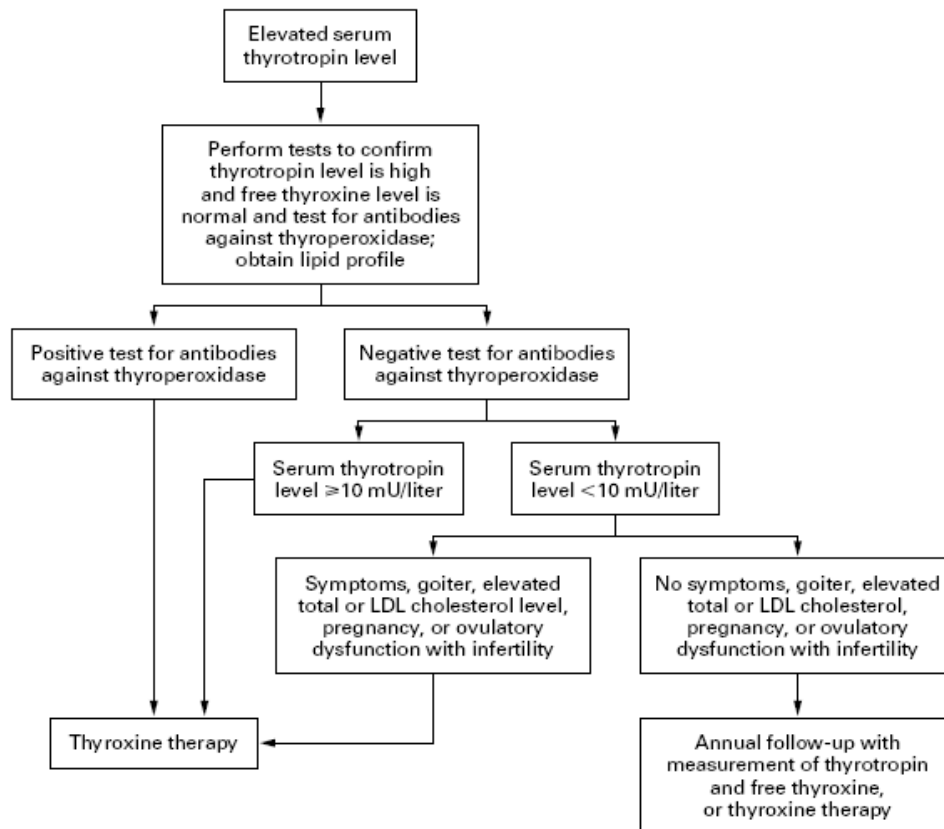 Elevated serum
thyrotropin level
Perform tests to confirm
thyrotropin level is high
and free thyroxine level is
normal and test for antibodies
against thyroperoxidase;
obtain lipid profile
Positive test for antibodies
against thyroperoxidase
Negative test for antibodies
against thyroperoxidase
Serum thyrotropin
level ⩾10 mU/liter
Serum thyrotropin
level <10 mU/liter
Symptoms, goiter, elevated
total or LDL cholesterol level,
pregnancy, or ovulatory
dysfunction with infertility
No symptoms, goiter, elevated
total or LDL cholesterol,
pregnancy, or ovulatory
dysfunction with infertility
Thyroxine therapy
Annual follow-up with
measurement of thyrotropin
and free thyroxine,
or thyroxine therapy